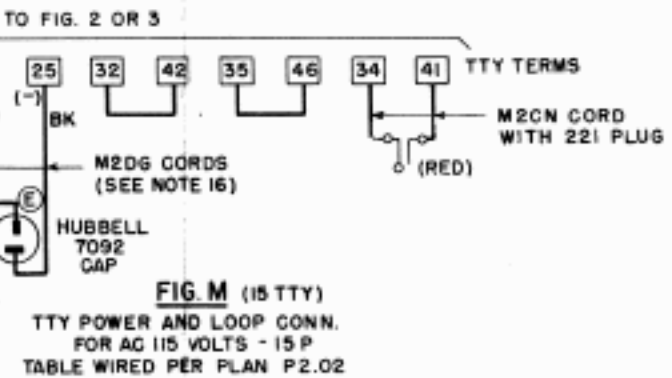 TO FIG. 2 OR 3
25 32 42 35 46 34 41 TTY TERMS
(-)
BK
M2CN CORD
WITH 221 PLUG
M2DG CORDS
(SEE NOTE 16)
(RED)
E
HUBBELL
7092
CAP
FIG. M (15 TTY)
TTY POWER AND LOOP CONN.
FOR AC 115 VOLTS - 15 P
TABLE WIRED PER PLAN P2.02